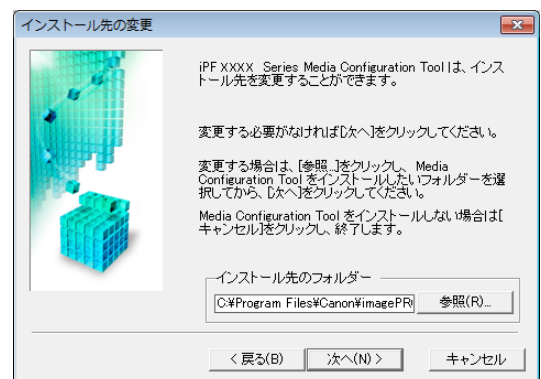 インストール先の変更
iPF XXXX Series Media Configuration Toolは、インス
トール先を変更することができます。
変更する必要がなければ[次へ]をクリックしてください。
変更する場合は、[参照...]をクリックし、Media
Configuration Tool をインストールしたいフォルダーを選
択してから、[次へ]をクリックしてください。
Media Configuration Tool をインストールしない場合は[
キャンセル]をクリックし、終了します。
インストール先のフォルダー
C:¥Program Files¥Canon¥imagePR
参照(R)...
< 戻る(B)
次へ(N) >
キャンセル